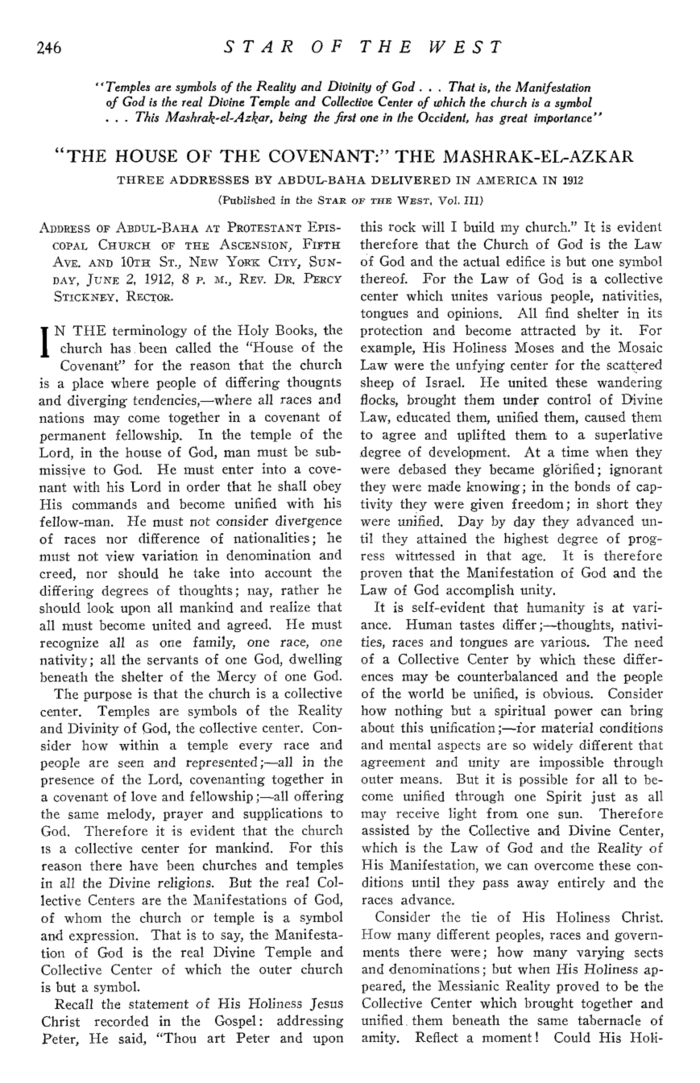 246
STAR OF THE WEST
"Temples are symbols of the Reality and Divinity of God . . . That is, the Manifestation
of God is the real Divine Temple and Collective Center of which the church is a symbol
. . . This Mashrak-el-Azkar, being the first one in the Occident, has great importance"
"THE HOUSE OF THE COVENANT:" THE MASHRAK-EL-AZKAR
THREE ADDRESSES BY ABDUL-BAHA DELIVERED IN AMERICA IN 1912
(Published in the STAR OF THE WEST, Vol. III)
ADDRESS OF ABDUL-BAHA AT PROTESTANT EPIS-
COPAL CHURCH OF THE ASCENSION, FIFTH
AVE. AND 10TH ST., NEW YORK CITY, SUN-
DAY, JUNE 2, 1912, 8 P. M., REV. DR. PERCY
STICKNEY, RECTOR.
IN THE terminology of the Holy Books, the
church has been called the "House of the
Covenant" for the reason that the church
is a place where people of differing thougnts
and diverging tendencies,—where all races and
nations may come together in a covenant of
permanent fellowship. In the temple of the
Lord, in the house of God, man must be sub-
missive to God. He must enter into a cove-
nant with his Lord in order that he shall obey
His commands and become unified with his
fellow-man. He must not consider divergence
of races nor difference of nationalities; he
must not view variation in denomination and
creed, nor should he take into account the
differing degrees of thoughts; nay, rather he
should look upon all mankind and realize that
all must become united and agreed. He must
recognize all as one family, one race, one
nativity; all the servants of one God, dwelling
beneath the shelter of the Mercy of one God.
The purpose is that the church is a collective
center. Temples are symbols of the Reality
and Divinity of God, the collective center. Con-
sider how within a temple every race and
people are seen and represented;—all in the
presence of the Lord, covenanting together in
a covenant of love and fellowship;—all offering
the same melody, prayer and supplications to
God. Therefore it is evident that the church
is a collective center for mankind. For this
reason there have been churches and temples
in all the Divine religions. But the real Col-
lective Centers are the Manifestations of God,
of whom the church or temple is a symbol
and expression. That is to say, the Manifesta-
tion of God is the real Divine Temple and
Collective Center of which the outer church
is but a symbol.
Recall the statement of His Holiness Jesus
Christ recorded in the Gospel: addressing
Peter, He said, "Thou art Peter and upon
this rock will I build my church." It is evident
therefore that the Church of God is the Law
of God and the actual edifice is but one symbol
thereof. For the Law of God is a collective
center which unites various people, nativities,
tongues and opinions. All find shelter in its
protection and become attracted by it. For
example, His Holiness Moses and the Mosaic
Law were the unfying center for the scattered
sheep of Israel. He united these wandering
flocks, brought them under control of Divine
Law, educated them, unified them, caused them
to agree and uplifted them to a superlative
degree of development. At a time when they
were debased they became glorified; ignorant
they were made knowing; in the bonds of cap-
tivity they were given freedom; in short they
were unified. Day by day they advanced un-
til they attained the highest degree of prog-
ress witnessed in that age. It is therefore
proven that the Manifestation of God and the
Law of God accomplish unity.
It is self-evident that humanity is at vari-
ance. Human tastes differ;—thoughts, nativi-
ties, races and tongues are various. The need
of a Collective Center by which these differ-
ences may be counterbalanced and the people
of the world be unified, is obvious. Consider
how nothing but a spiritual power can bring
about this unification;—for material conditions
and mental aspects are so widely different that
agreement and unity are impossible through
outer means. But it is possible for all to be-
come unified through one Spirit just as all
may receive light from one sun. Therefore
assisted by the Collective and Divine Center,
which is the Law of God and the Reality of
His Manifestation, we can overcome these con-
ditions until they pass away entirely and the
races advance.
Consider the tie of His Holiness Christ.
How many different peoples, races and govern-
ments there were; how many varying sects
and denominations; but when His Holiness ap-
peared, the Messianic Reality proved to be the
Collective Center which brought together and
unified them beneath the same tabernacle of
amity. Reflect a moment! Could His Holi-